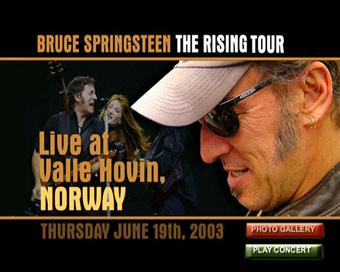 BRUCE SPRINGSTEEN THE RISING TOUR
Live at
Valle Hovin,
NORWAY
THURSDAY JUNE 19th, 2003
PHOTO GALLERY
PLAY CONCERT